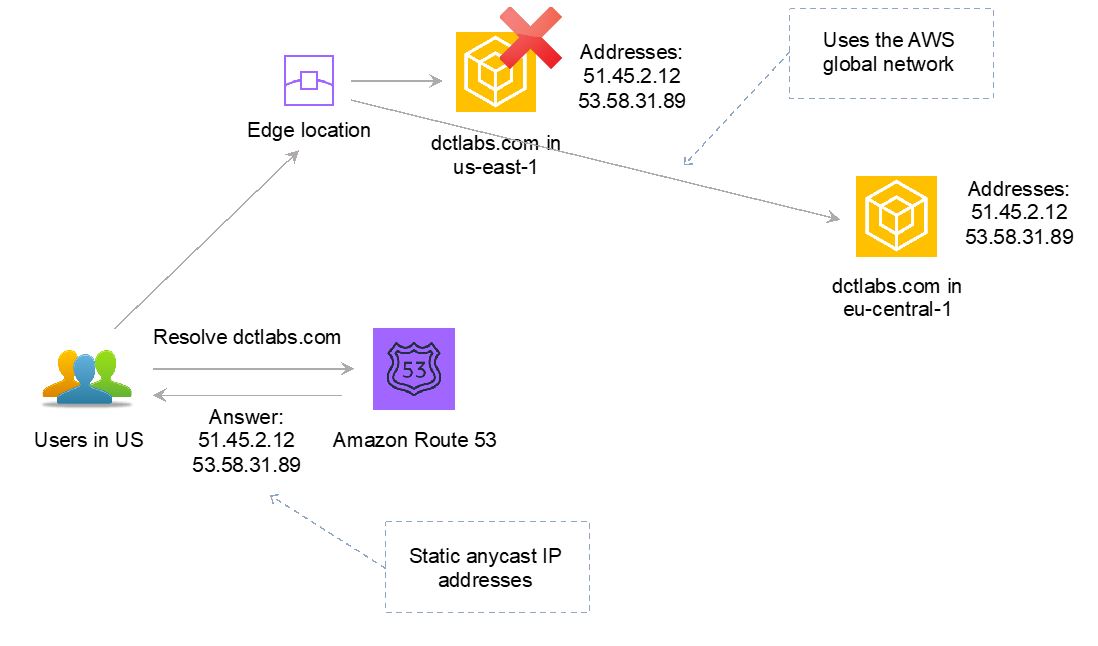 Addresses:
51.45.2.12
53.58.31.89
Uses the AWS
global network
Edge location
dctlabs.com in
us-east-1
Addresses:
51.45.2.12
53.58.31.89
dctlabs.com in
eu-central-1
Resolve dctlabs.com
53
Users in US
Answer:
51.45.2.12
53.58.31.89
Amazon Route 53
Static anycast IP
addresses